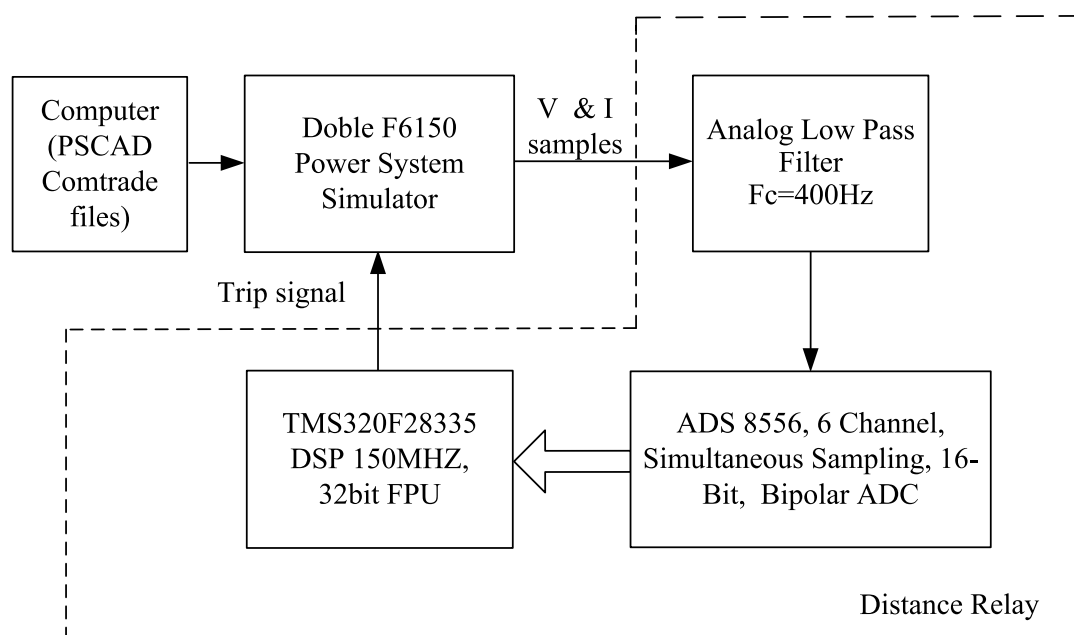 Computer
(PSCAD
Comtrade
files)
Doble F6150
Power System
Simulator
V & I
samples
Analog Low Pass
Filter
Fc=400Hz
Trip signal
TMS320F28335
DSP 150MHZ,
32bit FPU
ADS 8556, 6 Channel,
Simultaneous Sampling, 16-
Bit, Bipolar ADC
Distance Relay